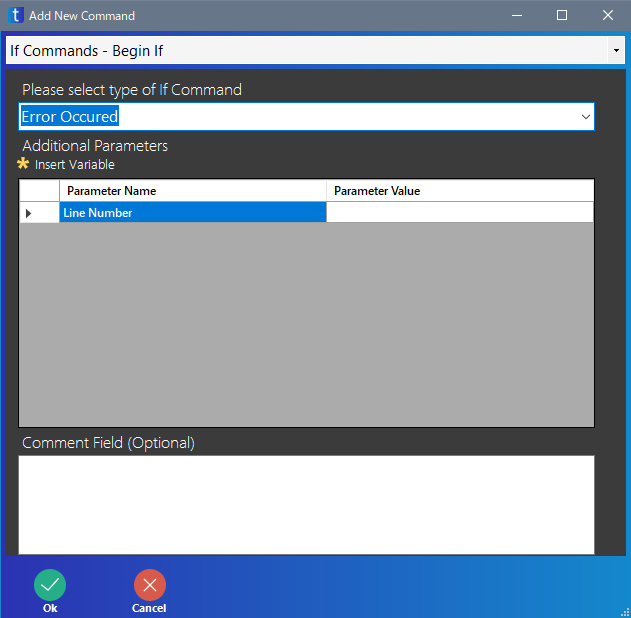 t Add New Command
If Commands - Begin If
Please select type of If Command
Error Occured
Additional Parameters
* Insert Variable
Parameter Name Parameter Value
Line Number
Comment Field (Optional)
Ok Cancel